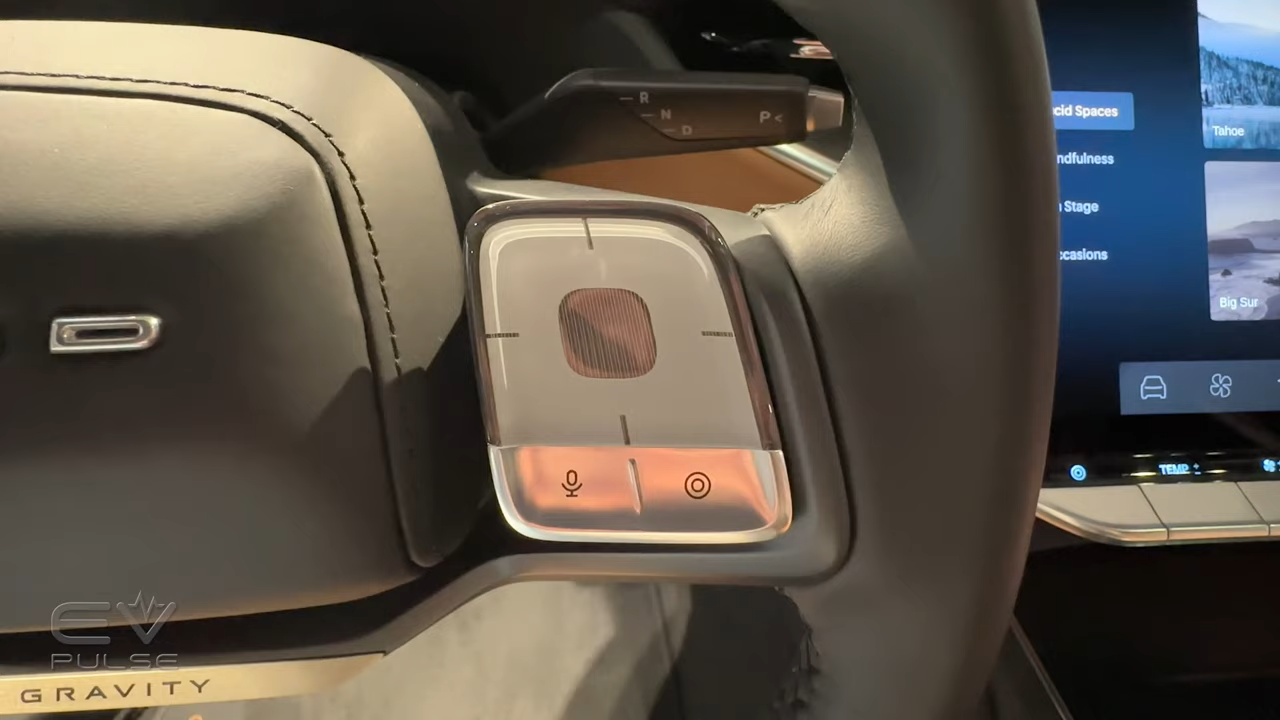 R
N
D
P<
cid Spaces
ndfulness
Stage
ccasions
Tahoe
Big Sur
TEMP
D
EV
PULSE
GRAVITY